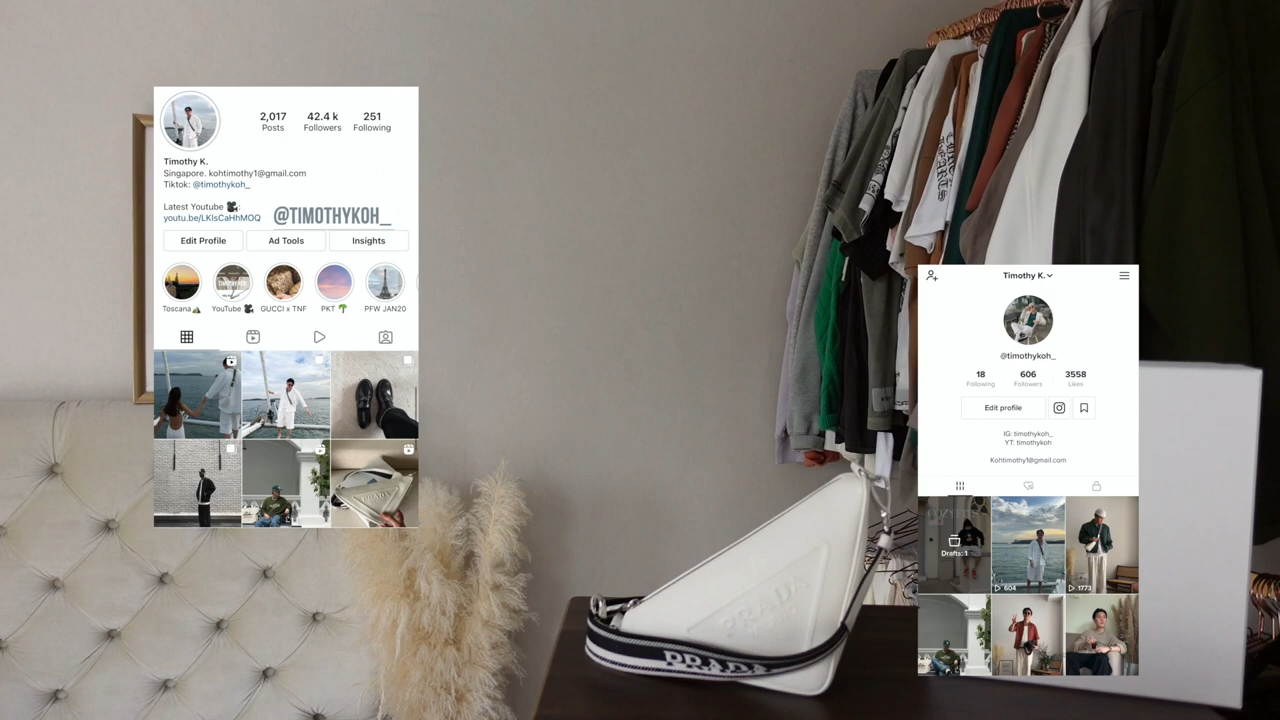 2,017 42.4 k 251
Posts Followers Following
Timothy K.
Singapore. kohtimothy1@gmail.com
Tiktok: @timothykoh_
Latest Youtube 🎥:
youtu.be/LKlsCaHhMOQ
@TIMOTHYKOH_
Edit Profile Ad Tools Insights
Toscana YouTube GUCCI x TNF PKT 🌴 PFW JAN20
PRADA
PRADA
PRADA
Timothy K.
@timothykoh_
18 606 3558
Following Followers Likes
Edit profile
IG: timothykoh_
YT: timothykoh
Kohtimothy1@gmail.com
Drafts: 1
604
1773